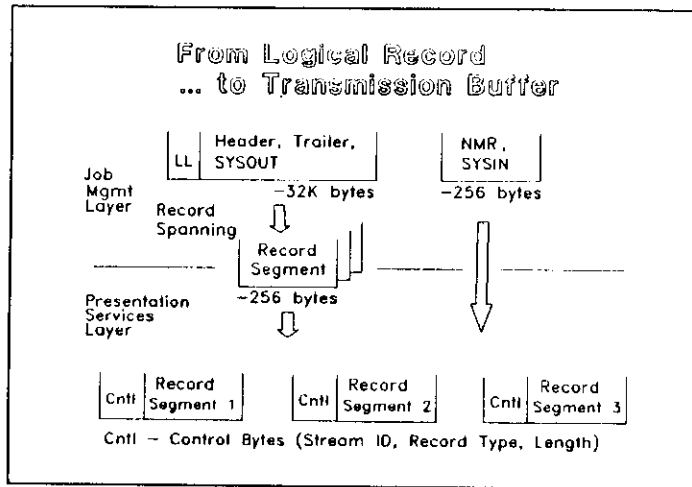 From Logical Record
... to Transmission Buffer
LL
Header, Trailer,
SYSOUT
NMR,
SYSIN
-32K bytes
-256 bytes
Job
Mgmt
Layer
Record
Spanning
Record
Segment
-256 bytes
Presentation
Services
Layer
Cntl
Record
Segment 1
Cntl
Record
Segment 2
Cntl
Record
Segment 3
Cntl - Control Bytes (Stream ID, Record Type, Length)